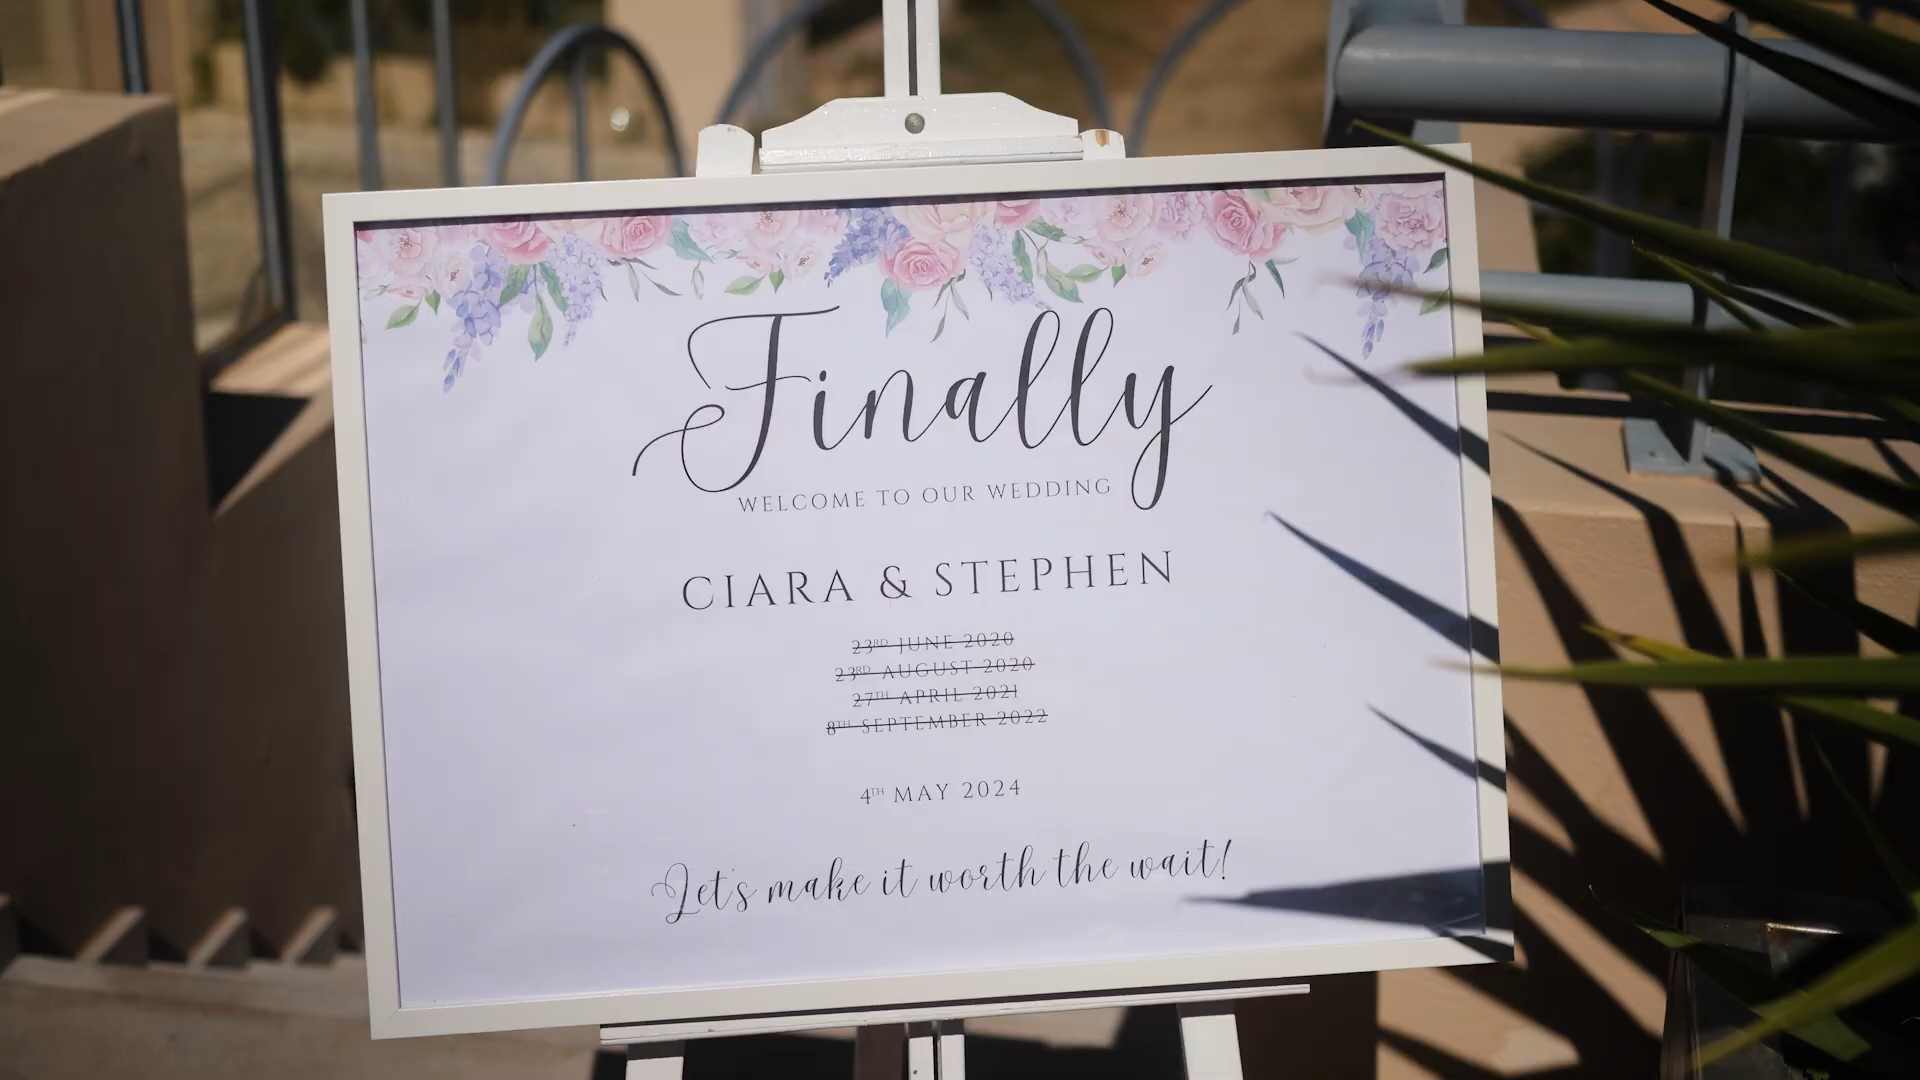 Finally
WELCOME TO OUR WEDDING
CIARA & STEPHEN
23RD JUNE 2020
23RD AUGUST 2020
27TH APRIL 2021
8TH SEPTEMBER 2022
4TH MAY 2024
Let's make it worth the wait!